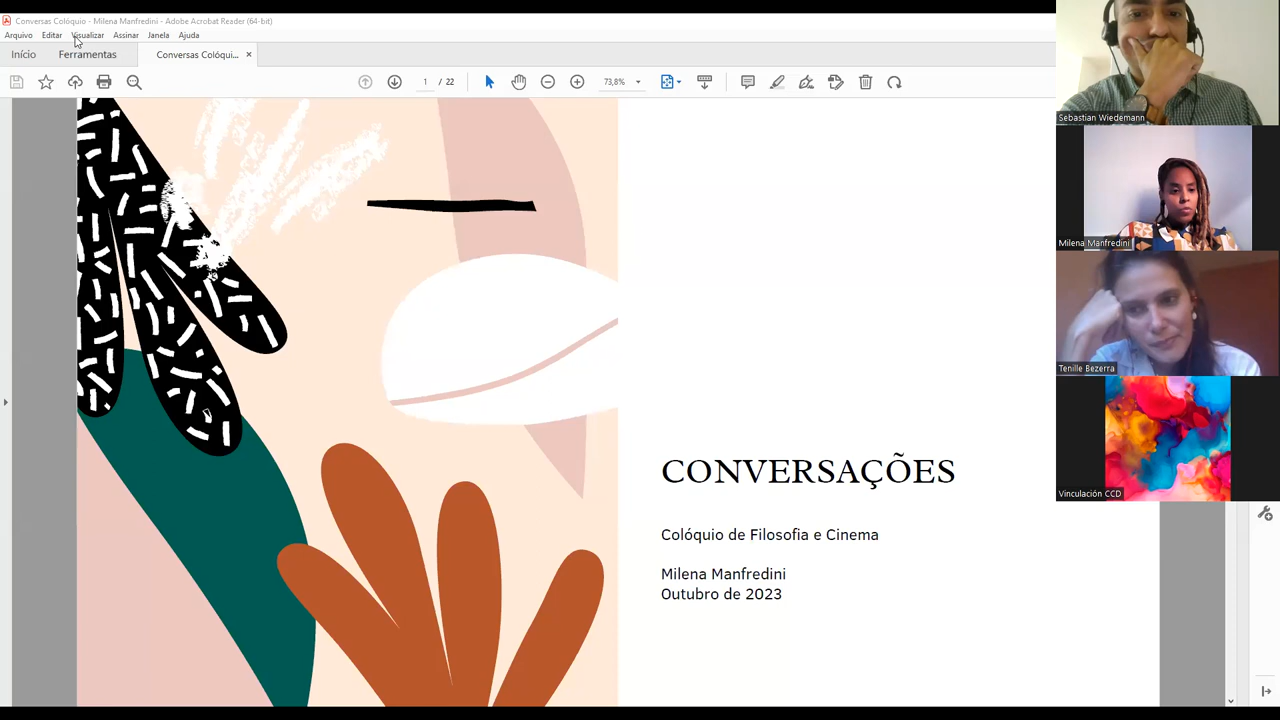 Conversas Colóquio - Milena Manfredini - Adobe Acrobat Reader (64-bit)
Arquivo Editar Visualizar Assinar Janela Ajuda
Início Ferramentas Conversas Colóqui... ×
1 / 22 73,8%
Sebastian Wiedemann
Milena Manfredini
Tenille Bezerra
Vinculación CCD
CONVERSAÇÕES
Colóquio de Filosofia e Cinema
Milena Manfredini
Outubro de 2023